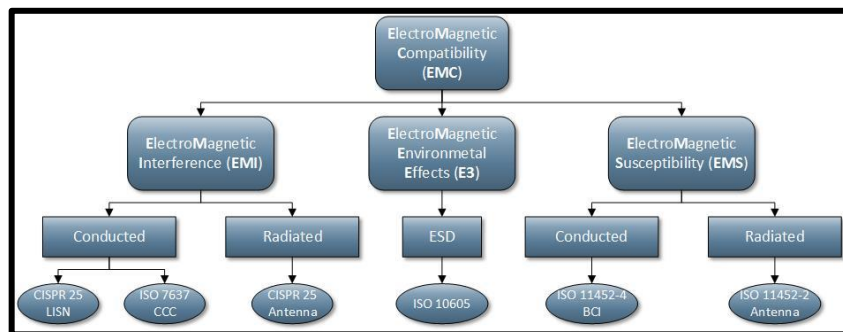 ElectroMagnetic
Compatibility
(EMC)
ElectroMagnetic
Interference (EMI)
ElectroMagnetic
Environmetal
Effects (E3)
ElectroMagnetic
Susceptibility (EMS)
Conducted
Radiated
ESD
Conducted
Radiated
CISPR 25
LISN
ISO 7637
CCC
CISPR 25
Antenna
ISO 10605
ISO 11452-4
BCI
ISO 11452-2
Antenna